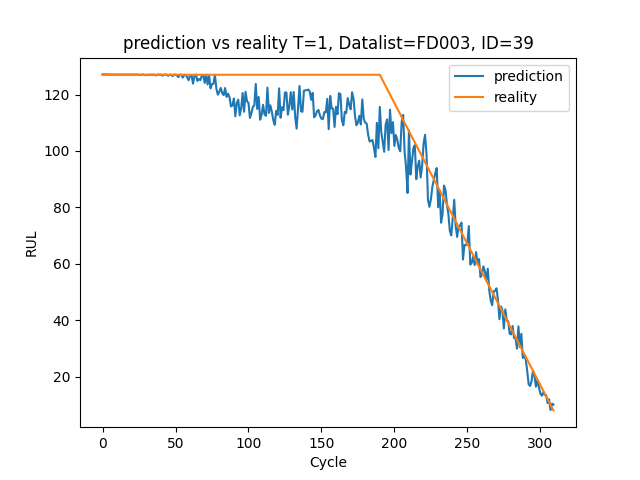 prediction vs reality T=1, Datalist=FD003, ID=39
prediction
reality
RUL
120
100
80
60
40
20
0 50 100 150 200 250 300
Cycle